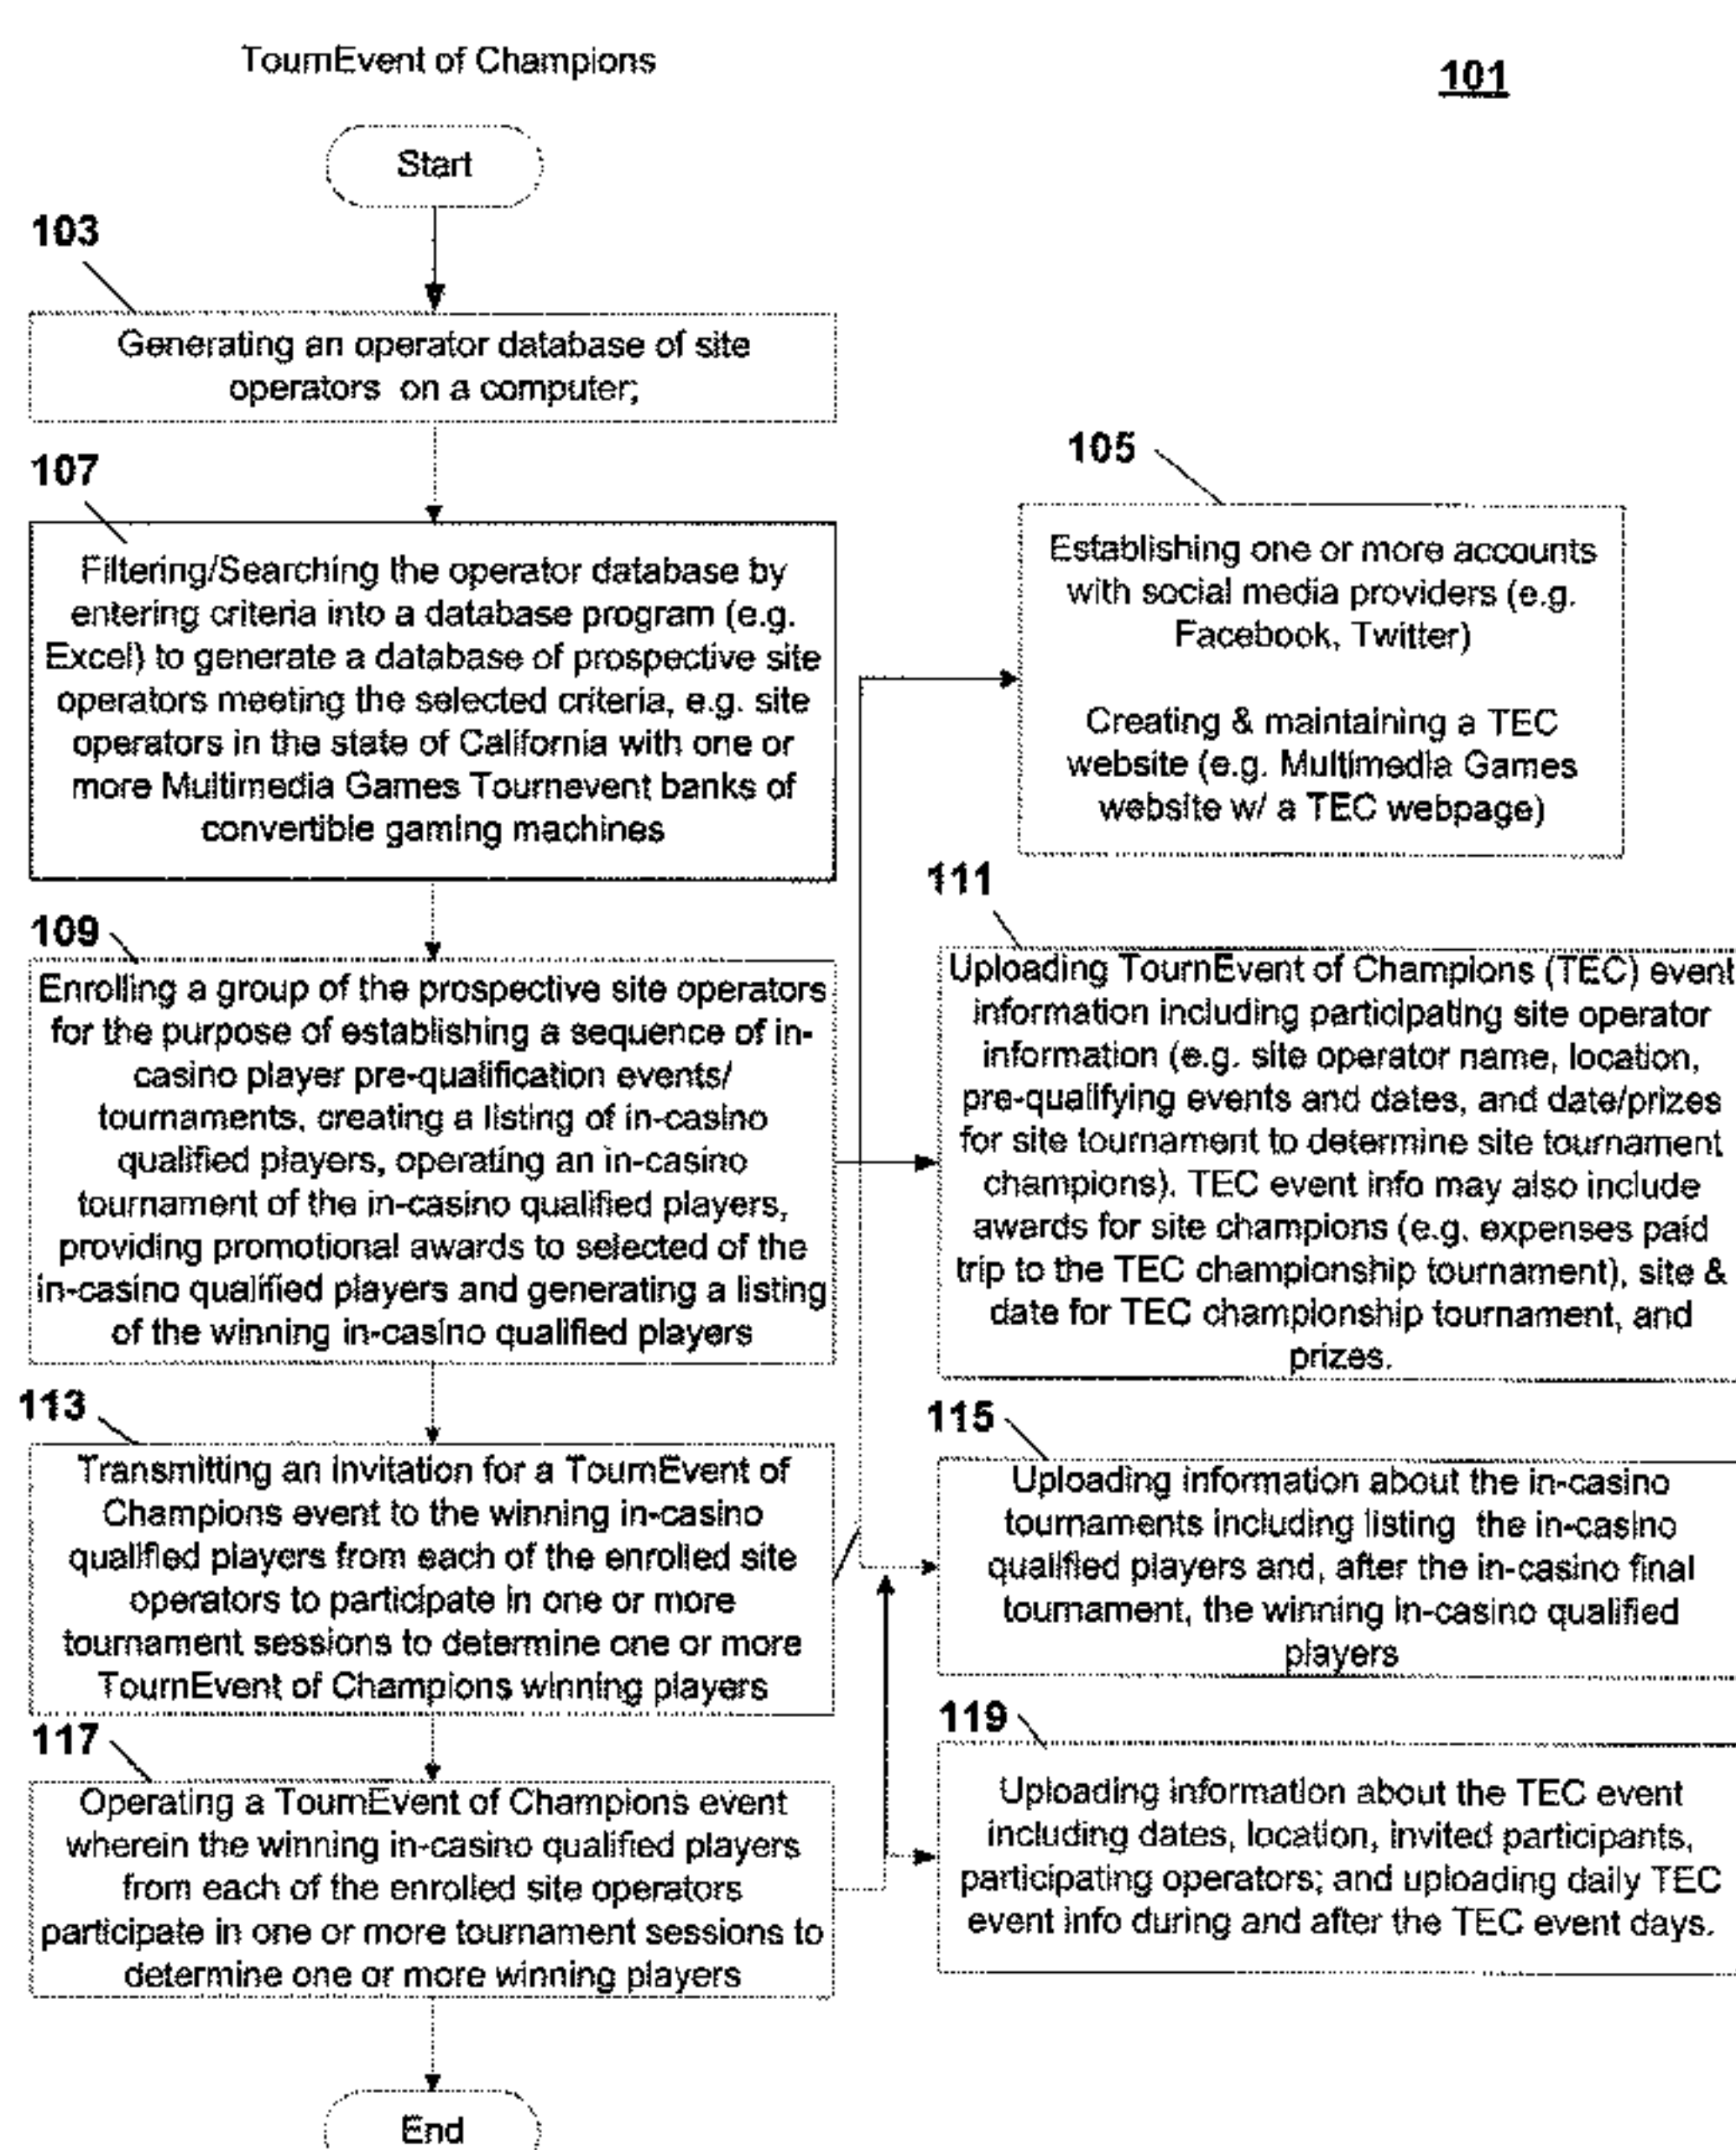 TournEvent of Champions
101
Start
103
Generating an operator database of site
operators on a computer;
107
Filtering/Searching the operator database by
entering criteria into a database program (e.g.
Excel) to generate a database of prospective site
operators meeting the selected criteria, e.g. site
operators in the state of California with one or
more Multimedia Games Tournevent banks of
convertible gaming machines
105
Establishing one or more accounts
with social media providers (e.g.
Facebook, Twitter)
Creating & maintaining a TEC
website (e.g. Multimedia Games
website w/ a TEC webpage)
109
Enrolling a group of the prospective site operators
for the purpose of establishing a sequence of in-
casino player pre-qualification events/
tournaments, creating a listing of in-casino
qualified players, operating an in-casino
tournament of the in-casino qualified players,
providing promotional awards to selected of the
in-casino qualified players and generating a listing
of the winning in-casino qualified players
111
Uploading TournEvent of Champions (TEC) event
information including participating site operator
information (e.g. site operator name, location,
pre-qualifying events and dates, and date/prizes
for site tournament to determine site tournament
champions). TEC event info may also include
awards for site champions (e.g. expenses paid
trip to the TEC championship tournament), site &
date for TEC championship tournament, and
prizes.
113
Transmitting an invitation for a TournEvent of
Champions event to the winning in-casino
qualified players from each of the enrolled site
operators to participate in one or more
tournament sessions to determine one or more
TournEvent of Champions winning players
115
Uploading information about the in-casino
tournaments including listing the in-casino
qualified players and, after the in-casino final
tournament, the winning in-casino qualified
players
117
Operating a TournEvent of Champions event
wherein the winning in-casino qualified players
from each of the enrolled site operators
participate in one or more tournament sessions to
determine one or more winning players
119
Uploading information about the TEC event
including dates, location, invited participants,
participating operators; and uploading daily TEC
event info during and after the TEC event days.
End